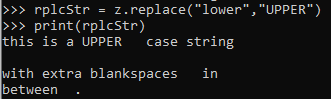 >>> rplcStr = z.replace("lower","UPPER")
>>> print(rplcStr)
this is a UPPER   case string

with extra blankspaces   in
between  .